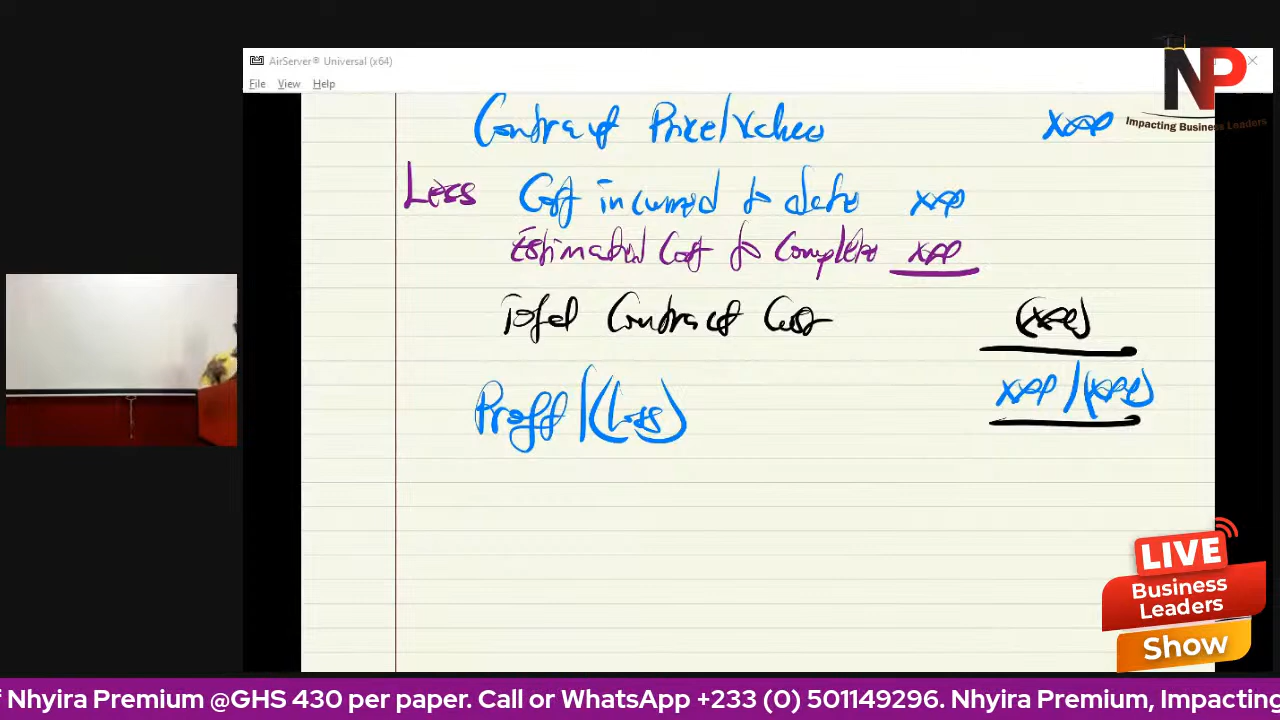 AirServer® Universal (x64)
File View Help
NP
Impacting Business Leaders
Contract Price/Value xxx
Less Cost incurred to date xxx
Estimated Cost to Complete xxx
Total Contract Cost (xxx)
Profit/(Loss) xxx/(xxx)
LIVE
Business
Leaders
Show
f Nhyira Premium @GHS 430 per paper. Call or WhatsApp +233 (0) 501149296. Nhyira Premium, Impacting